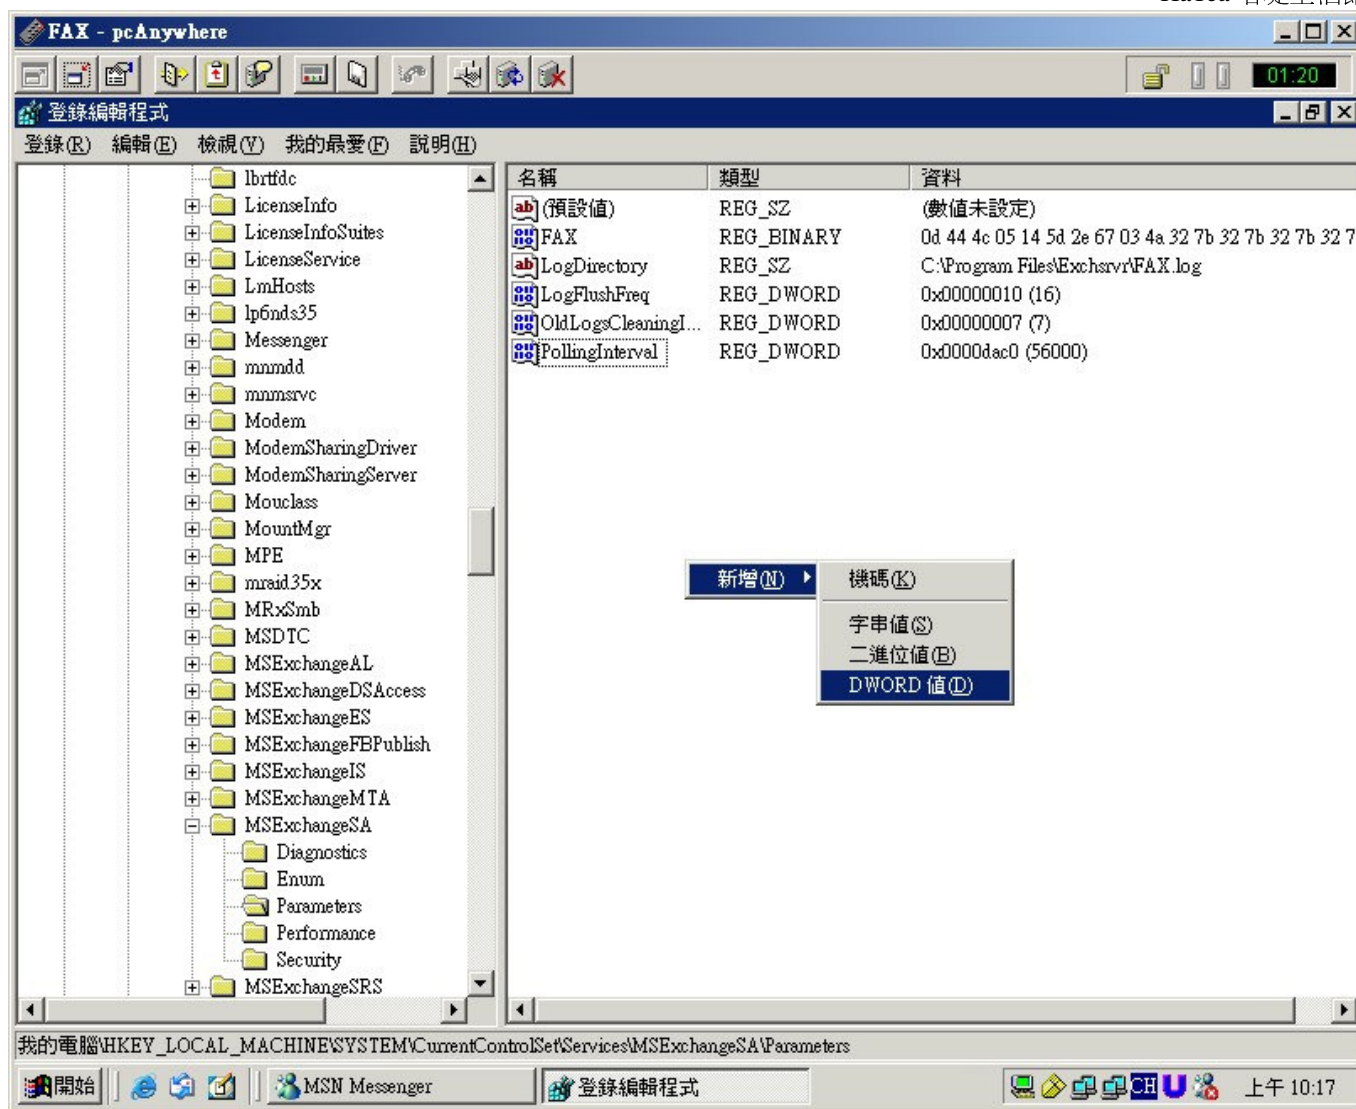 FAX - pcAnywhere
01:20
登錄編輯程式
登錄(R) 編輯(E) 檢視(V) 我的最愛(F) 說明(H)
lbrtfdc
LicenseInfo
LicenseInfoSuites
LicenseService
LmHosts
lp6nds35
Messenger
mnmdd
mnmsrvc
Modem
ModemSharingDriver
ModemSharingServer
Mouclass
MountMgr
MPE
mraid35x
MRxSmb
MSDTC
MSExchangeAL
MSExchangeDSAccess
MSExchangeES
MSExchangeFBPublish
MSExchangeIS
MSExchangeMTA
MSExchangeSA
Diagnostics
Enum
Parameters
Performance
Security
MSExchangeSRS
名稱 類型 資料
(預設值) REG_SZ (數值未設定)
FAX REG_BINARY 0d 44 4c 05 14 5d 2e 67 03 4a 32 7b 32 7b 32 7b 32 7
LogDirectory REG_SZ C:\Program Files\Exchsrvr\FAX.log
LogFlushFreq REG_DWORD 0x00000010 (16)
OldLogsCleaningI... REG_DWORD 0x00000007 (7)
PollingInterval REG_DWORD 0x0000dac0 (56000)
新增(N)
機碼(K)
字串值(S)
二進位值(B)
DWORD 值(D)
我的電腦\HKEY_LOCAL_MACHINE\SYSTEM\CurrentControlSet\Services\MSExchangeSA\Parameters
開始 MSN Messenger 登錄編輯程式 CH U 上午 10:17